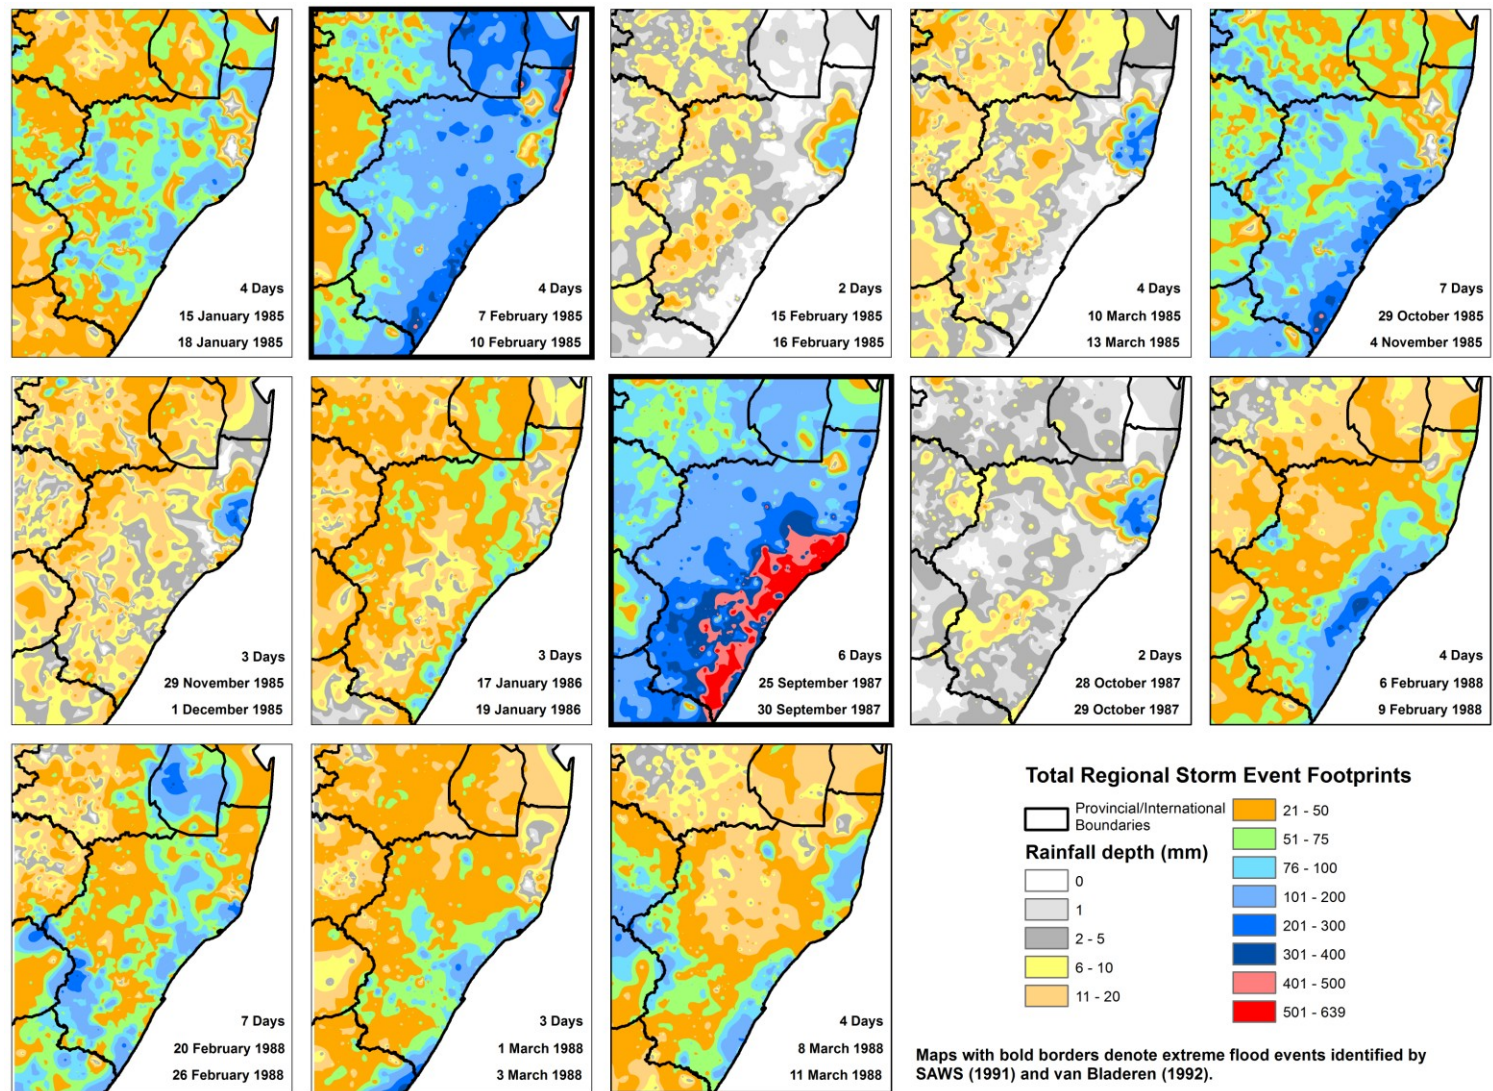 4 Days
15 January 1985
18 January 1985
4 Days
7 February 1985
10 February 1985
2 Days
15 February 1985
16 February 1985
4 Days
10 March 1985
13 March 1985
7 Days
29 October 1985
4 November 1985
3 Days
29 November 1985
1 December 1985
3 Days
17 January 1986
19 January 1986
6 Days
25 September 1987
30 September 1987
2 Days
28 October 1987
29 October 1987
4 Days
6 February 1988
9 February 1988
7 Days
20 February 1988
26 February 1988
3 Days
1 March 1988
3 March 1988
4 Days
8 March 1988
11 March 1988
Total Regional Storm Event Footprints
Provincial/International
Boundaries
Rainfall depth (mm)
0
1
2 - 5
6 - 10
11 - 20
21 - 50
51 - 75
76 - 100
101 - 200
201 - 300
301 - 400
401 - 500
501 - 639
Maps with bold borders denote extreme flood events identified by
SAWS (1991) and van Bladeren (1992).